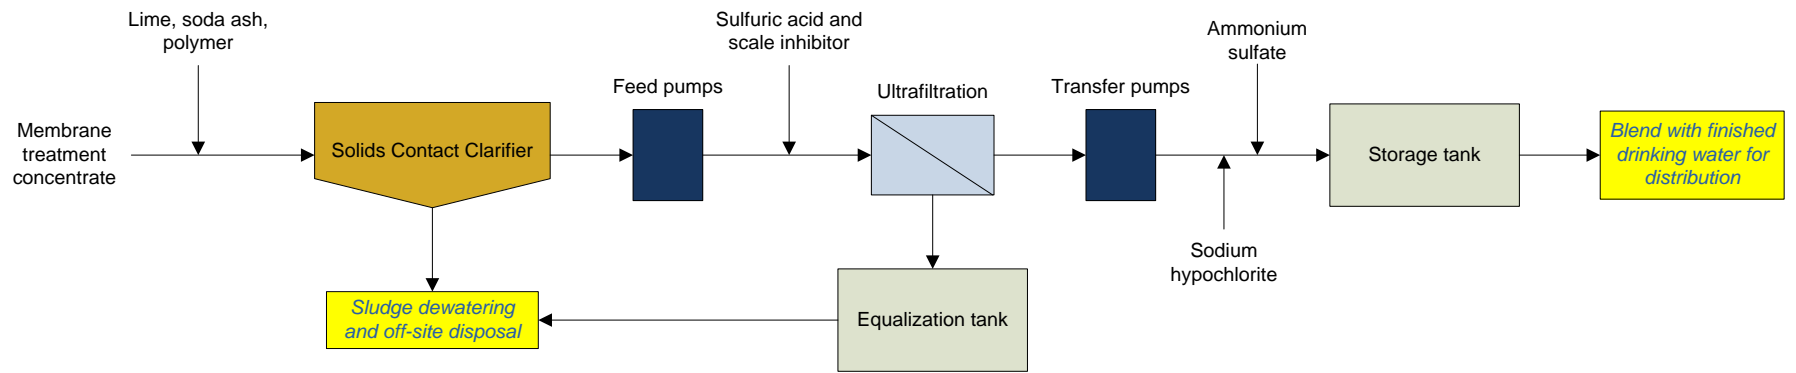 Lime, soda ash,
polymer
Sulfuric acid and
scale inhibitor
Ammonium
sulfate
Feed pumps
Ultrafiltration
Transfer pumps
Membrane
treatment
concentrate
Solids Contact Clarifier
Storage tank
Blend with finished
drinking water for
distribution
Sodium
hypochlorite
Sludge dewatering
and off-site disposal
Equalization tank